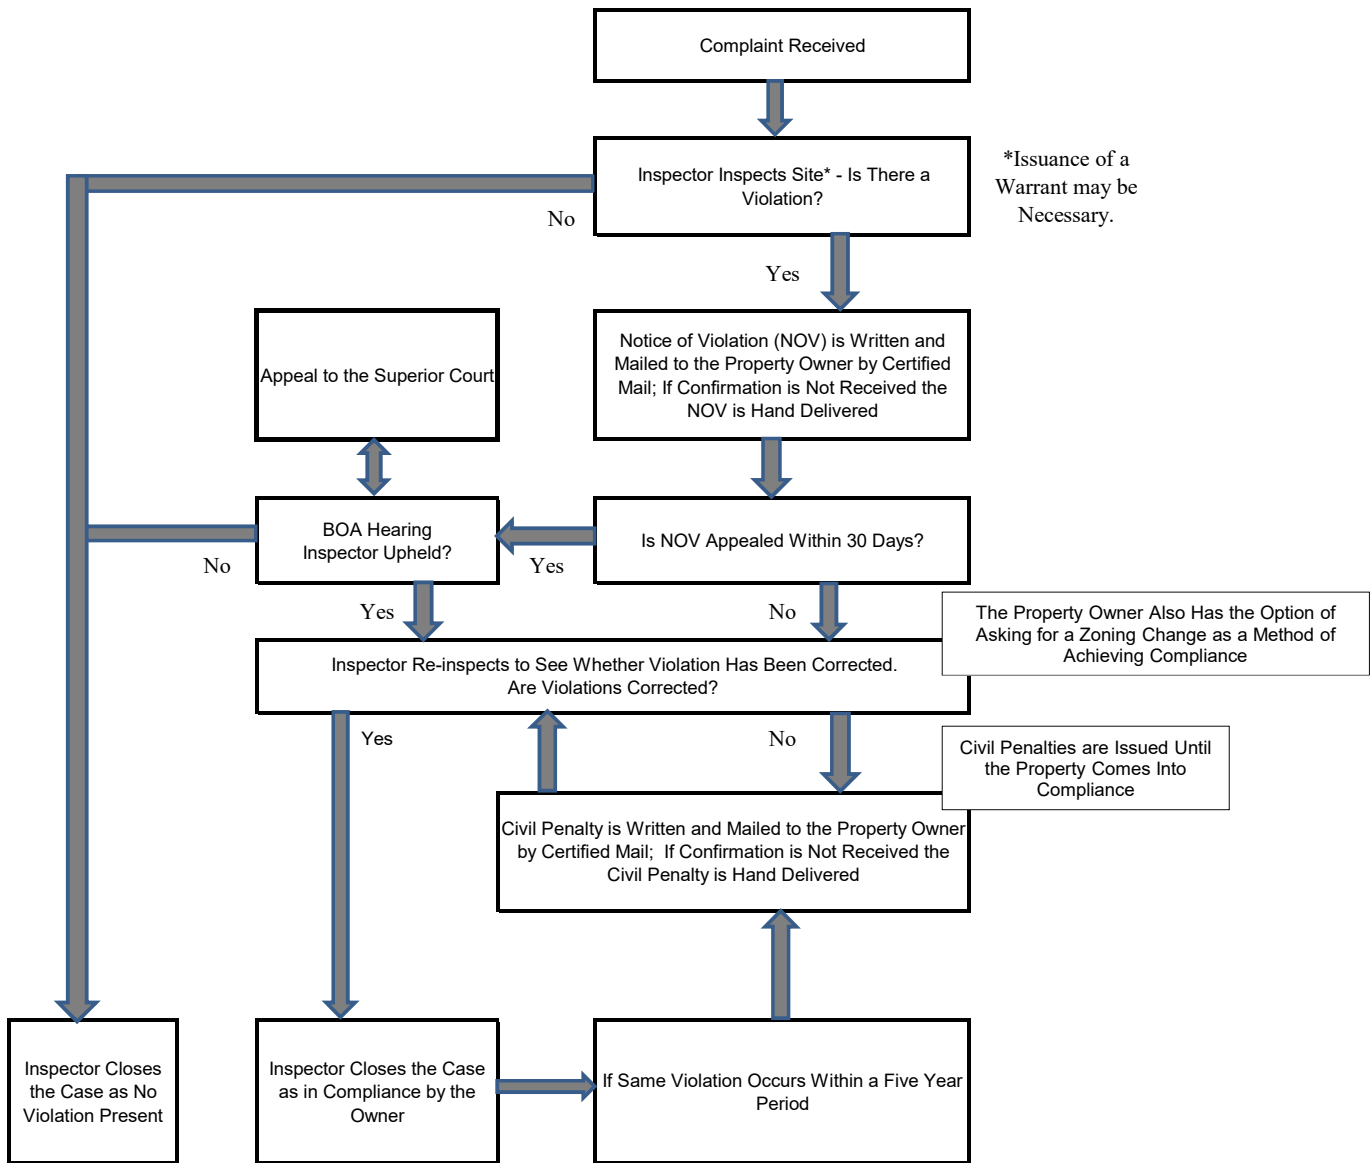 Complaint Received
Inspector Inspects Site* - Is There a
Violation?
*Issuance of a
Warrant may be
Necessary.
No
Yes
Appeal to the Superior Court
Notice of Violation (NOV) is Written and
Mailed to the Property Owner by Certified
Mail; If Confirmation is Not Received the
NOV is Hand Delivered
BOA Hearing
Inspector Upheld?
Is NOV Appealed Within 30 Days?
No
Yes
Yes
No
The Property Owner Also Has the Option of
Asking for a Zoning Change as a Method of
Achieving Compliance
Inspector Re-inspects to See Whether Violation Has Been Corrected.
Are Violations Corrected?
Yes
No
Civil Penalties are Issued Until
the Property Comes Into
Compliance
Civil Penalty is Written and Mailed to the Property Owner
by Certified Mail; If Confirmation is Not Received the
Civil Penalty is Hand Delivered
Inspector Closes
the Case as No
Violation Present
Inspector Closes the Case
as in Compliance by the
Owner
If Same Violation Occurs Within a Five Year
Period